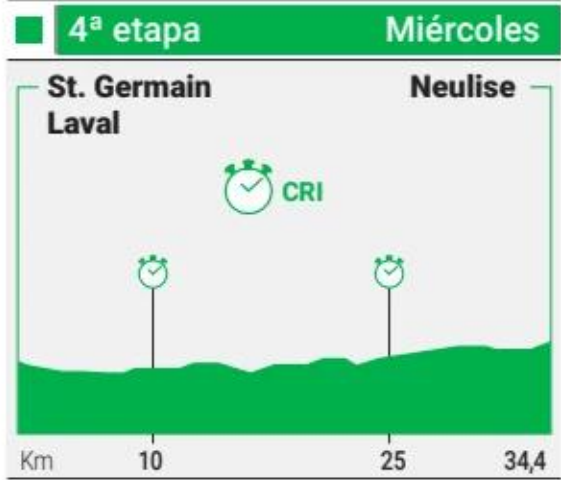 4ª etapa Miércoles
St. Germain Neulise
Laval
CRI
Km 10 25 34,4